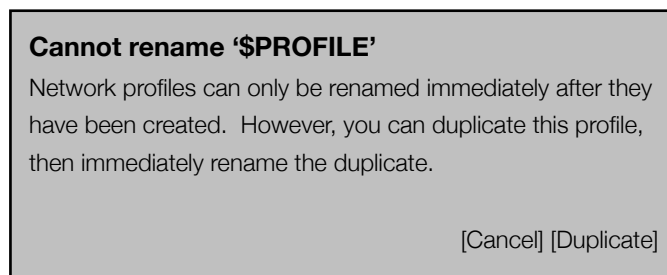 Cannot rename ‘$PROFILE’
Network profiles can only be renamed immediately after they
have been created.  However, you can duplicate this profile,
then immediately rename the duplicate.
[Cancel] [Duplicate]